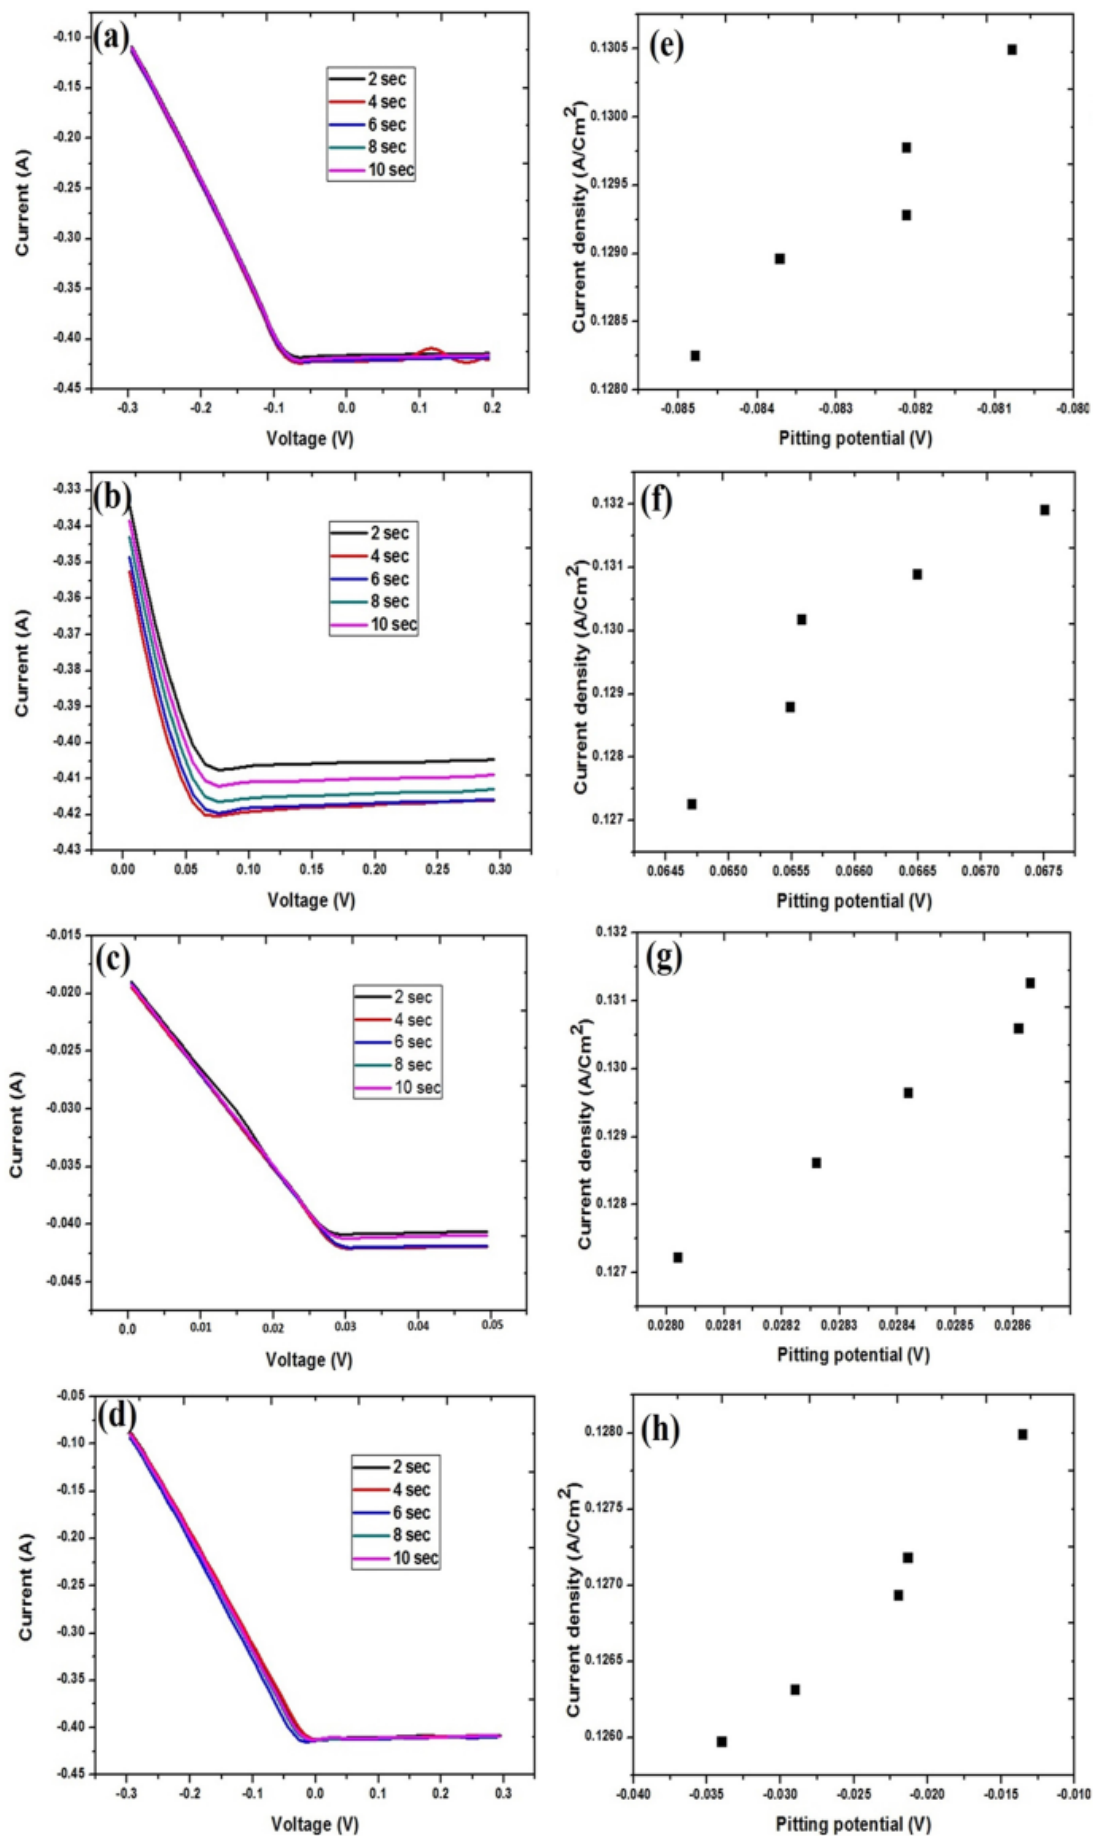 (a)
-0.10
-0.15
-0.20
-0.25
-0.30
-0.35
-0.40
-0.45
Current (A)
2 sec
4 sec
6 sec
8 sec
10 sec
-0.3 -0.2 -0.1 0.0 0.1 0.2
Voltage (V)
(e)
0.1305
0.1300
0.1295
0.1290
0.1285
0.1280
Current density (A/Cm2)
-0.085 -0.084 -0.083 -0.082 -0.081 -0.080
Pitting potential (V)
(b)
-0.33
-0.34
-0.35
-0.36
-0.37
-0.38
-0.39
-0.40
-0.41
-0.42
-0.43
Current (A)
2 sec
4 sec
6 sec
8 sec
10 sec
0.00 0.05 0.10 0.15 0.20 0.25 0.30
Voltage (V)
(f)
0.132
0.131
0.130
0.129
0.128
0.127
Current density (A/Cm2)
0.0645 0.0650 0.0655 0.0660 0.0665 0.0670 0.0675
Pitting potential (V)
(c)
-0.015
-0.020
-0.025
-0.030
-0.035
-0.040
-0.045
Current (A)
2 sec
4 sec
6 sec
8 sec
10 sec
0.0 0.01 0.02 0.03 0.04 0.05
Voltage (V)
(g)
0.132
0.131
0.130
0.129
0.128
0.127
Current density (A/Cm2)
0.0280 0.0281 0.0282 0.0283 0.0284 0.0285 0.0286
Pitting potential (V)
(d)
-0.05
-0.10
-0.15
-0.20
-0.25
-0.30
-0.35
-0.40
-0.45
Current (A)
2 sec
4 sec
6 sec
8 sec
10 sec
-0.3 -0.2 -0.1 0.0 0.1 0.2 0.3
Voltage (V)
(h)
0.1280
0.1275
0.1270
0.1265
0.1260
Current density (A/Cm2)
-0.040 -0.035 -0.030 -0.025 -0.020 -0.015 -0.010
Pitting potential (V)